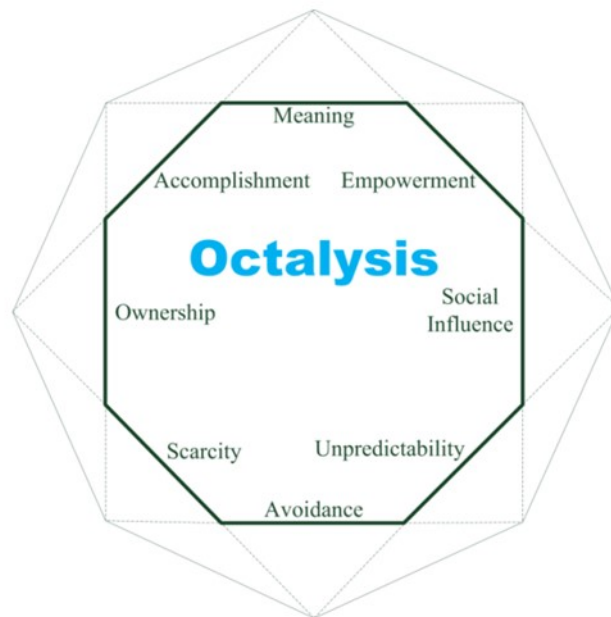 Meaning
Accomplishment
Empowerment
Octalysis
Ownership
Social
Influence
Scarcity
Unpredictability
Avoidance